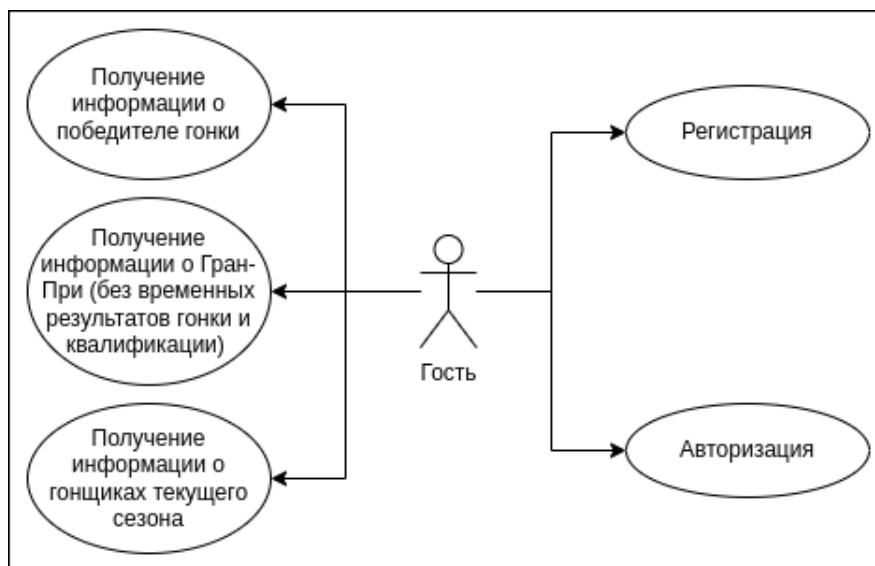 Получение
информации о
победителе гонки
Получение
информации о Гран-
При (без временных
результатов гонки и
квалификации)
Получение
информации о
гонщиках текущего
сезона
Гость
Регистрация
Авторизация